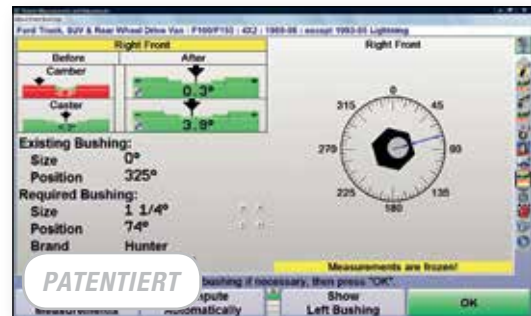 Ford Truck, SUV & Rear Wheel Drive Van : F100/F150 : 4X2 : 1980-96 : except 1993-95 Lightning
Right Front
Before
After
Camber
0.3°
Caster
3.9°
Existing Bushing:
Size 0°
Position 325°
Required Bushing:
Size 1 1/4°
Position 74°
Brand Hunter
Right Front
0
45
90
135
180
225
270
315
Measurements are frozen!
bushing if necessary, then press "OK".
PATENTIERT
Measurements
Automatically
Show
Left Bushing
OK